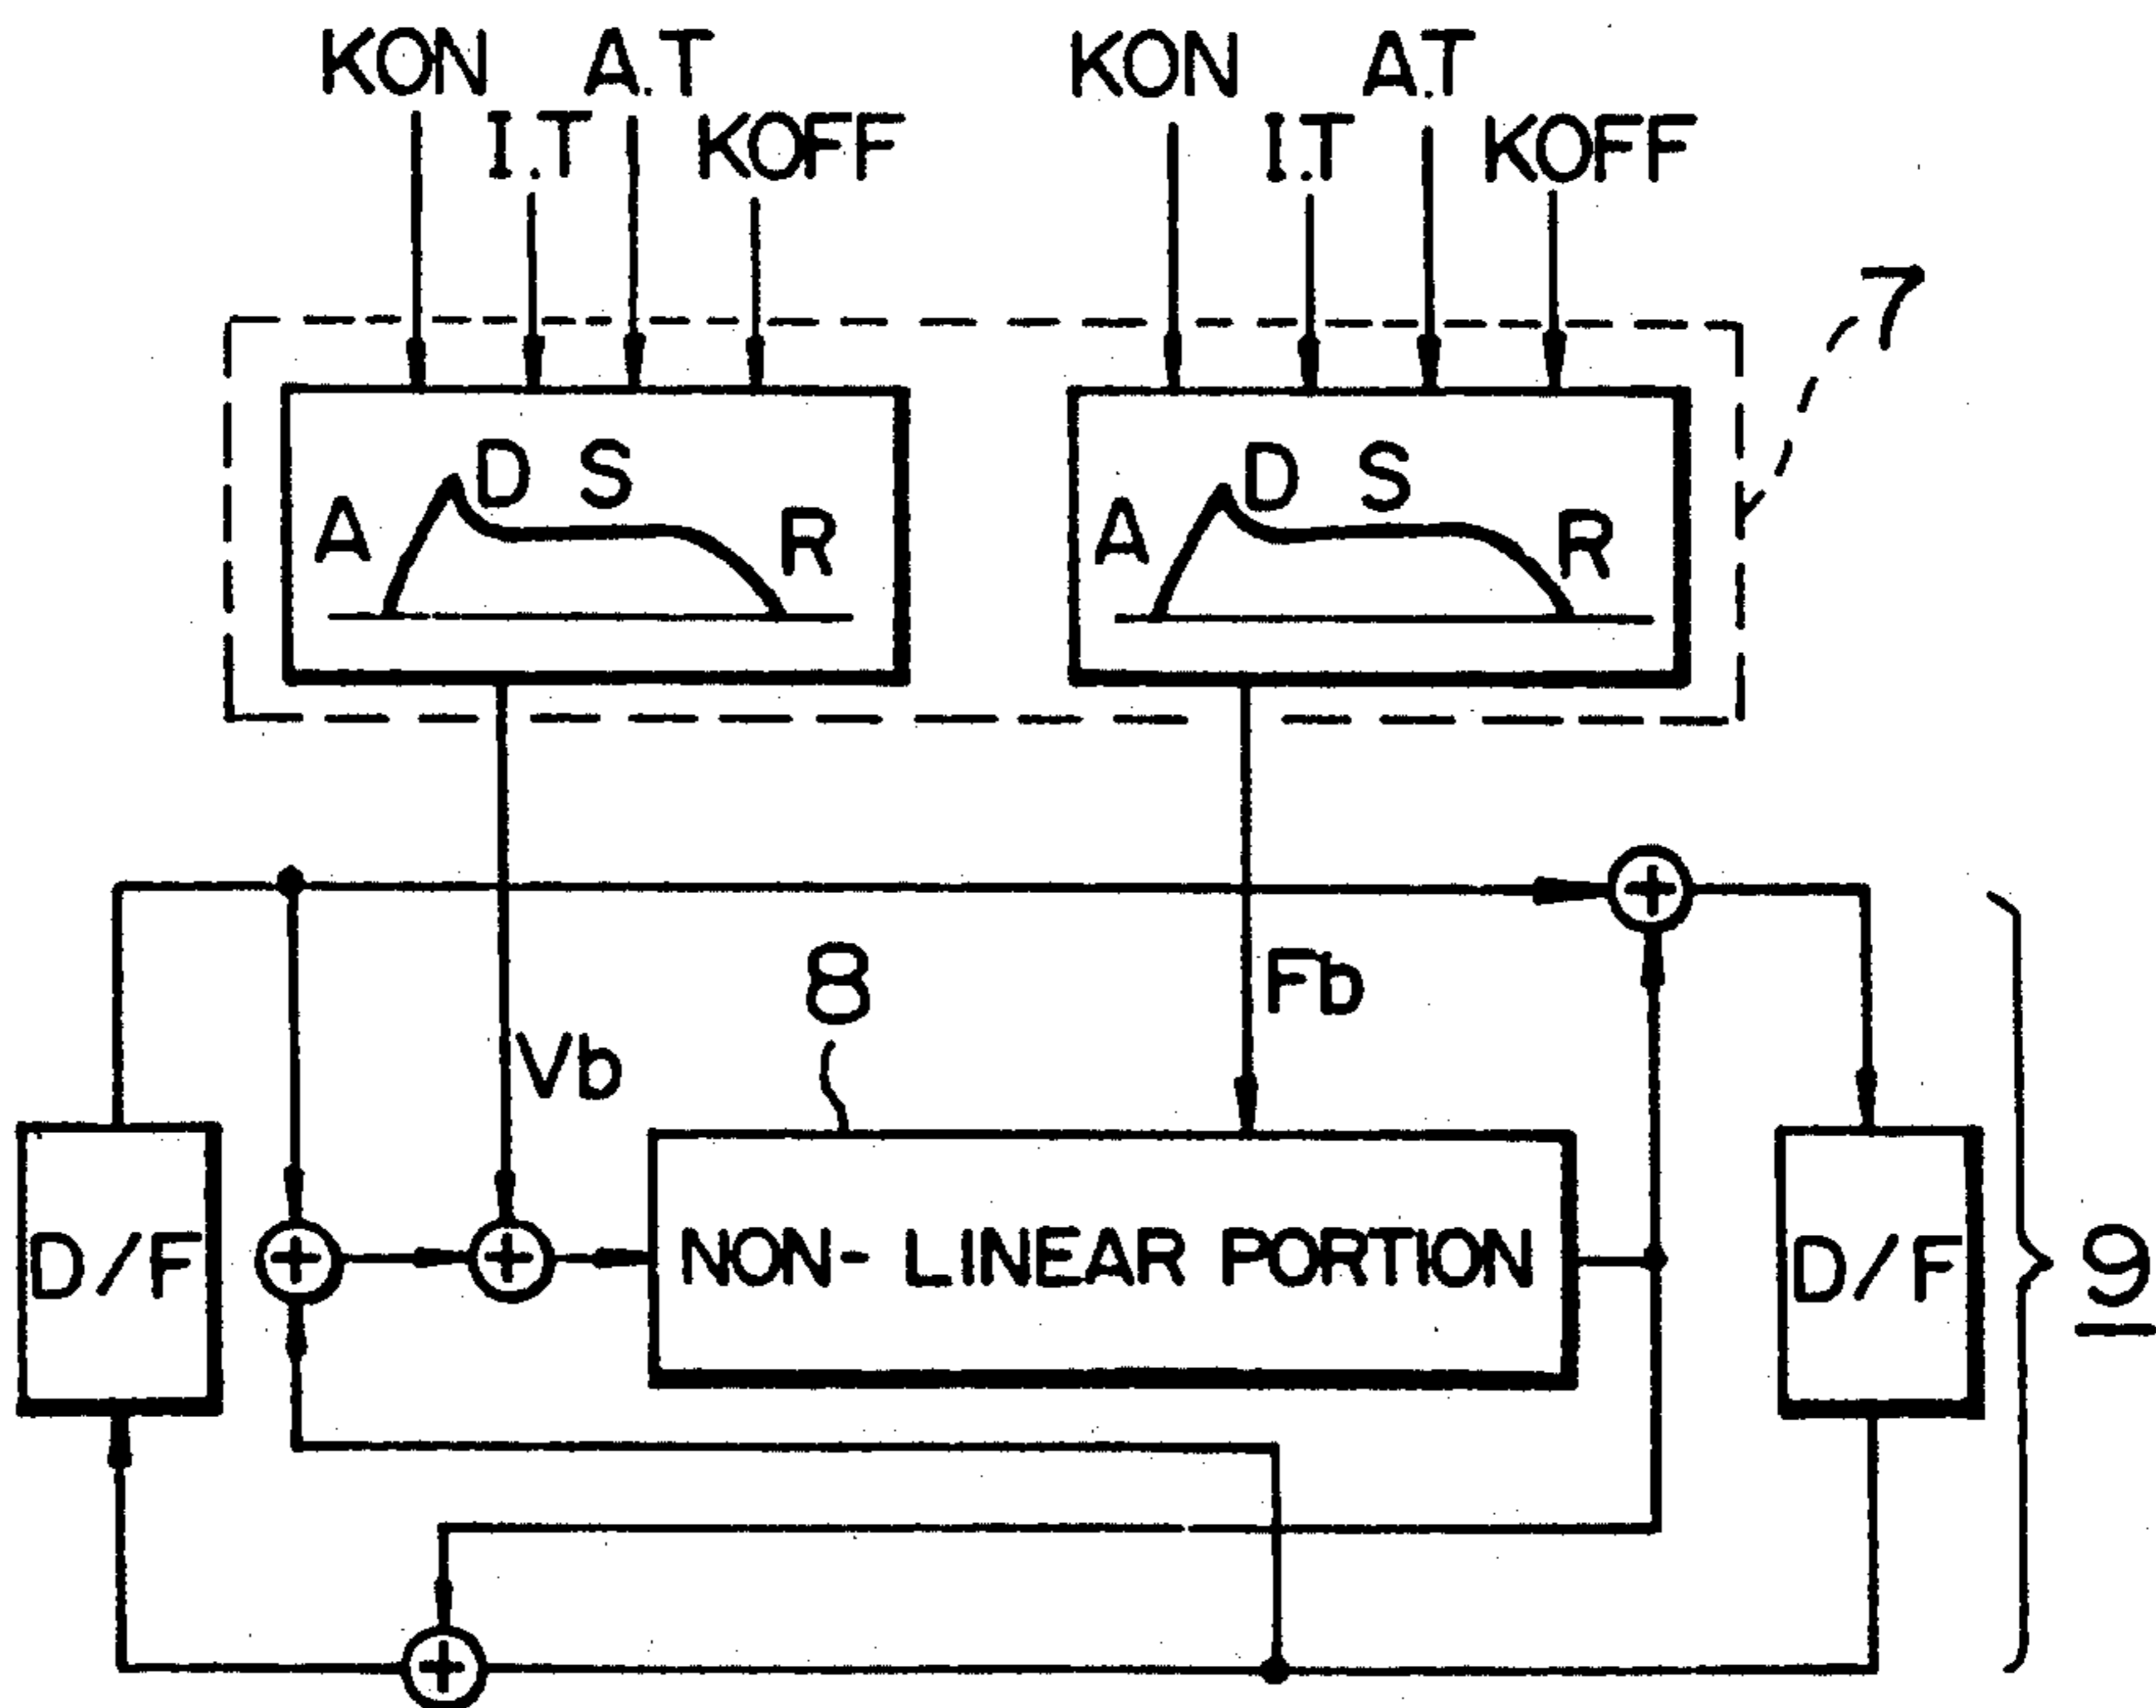 KON A.T KON A.T
I.T KOFF I.T KOFF
7
A D S R A D S R
8 Fb
Vb
D/F NON-LINEAR PORTION D/F 9